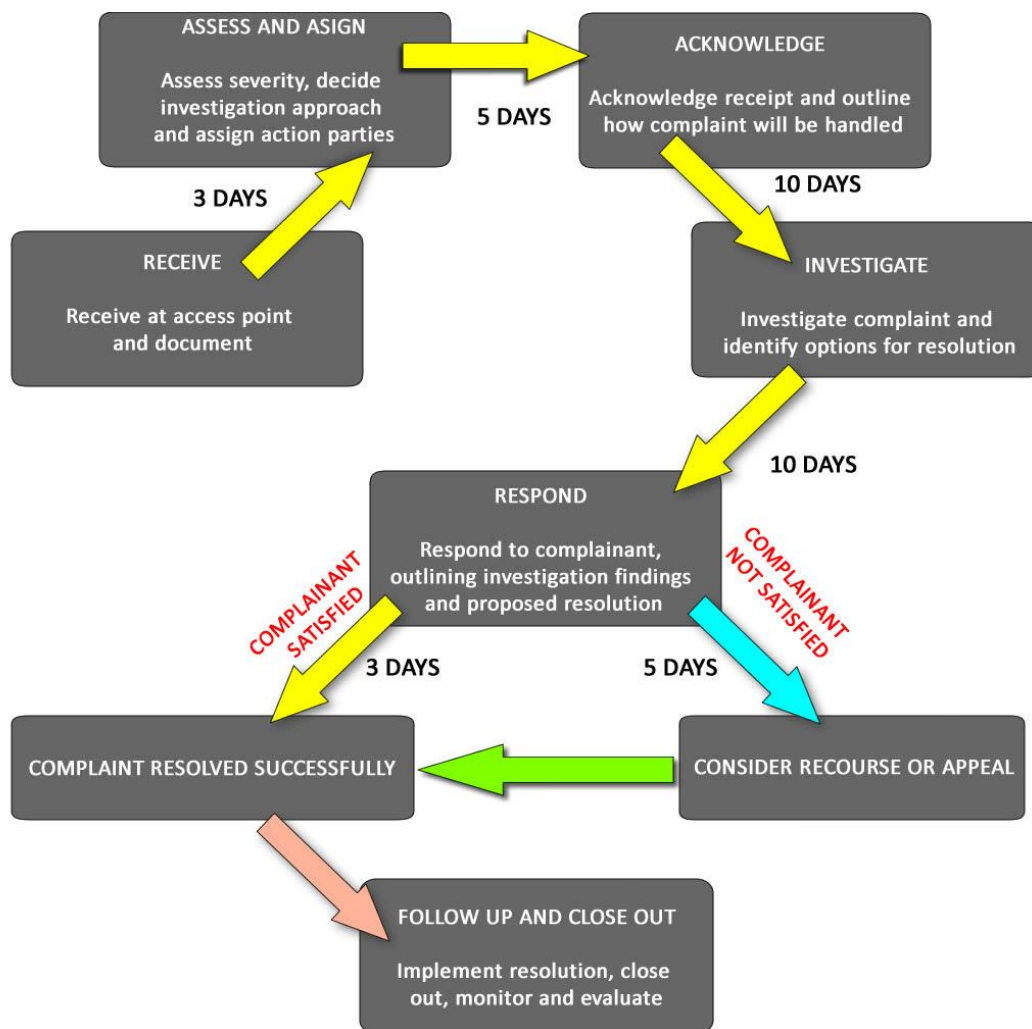 ASSESS AND ASIGN
Assess severity, decide
investigation approach
and assign action parties
5 DAYS
ACKNOWLEDGE
Acknowledge receipt and outline
how complaint will be handled
3 DAYS
10 DAYS
RECEIVE
Receive at access point
and document
INVESTIGATE
Investigate complaint and
identify options for resolution
10 DAYS
RESPOND
Respond to complainant,
outlining investigation findings
and proposed resolution
COMPLAINANT
SATISFIED
COMPLAINANT
NOT SATISFIED
3 DAYS
5 DAYS
COMPLAINT RESOLVED SUCCESSFULLY
CONSIDER RECOURSE OR APPEAL
FOLLOW UP AND CLOSE OUT
Implement resolution, close
out, monitor and evaluate